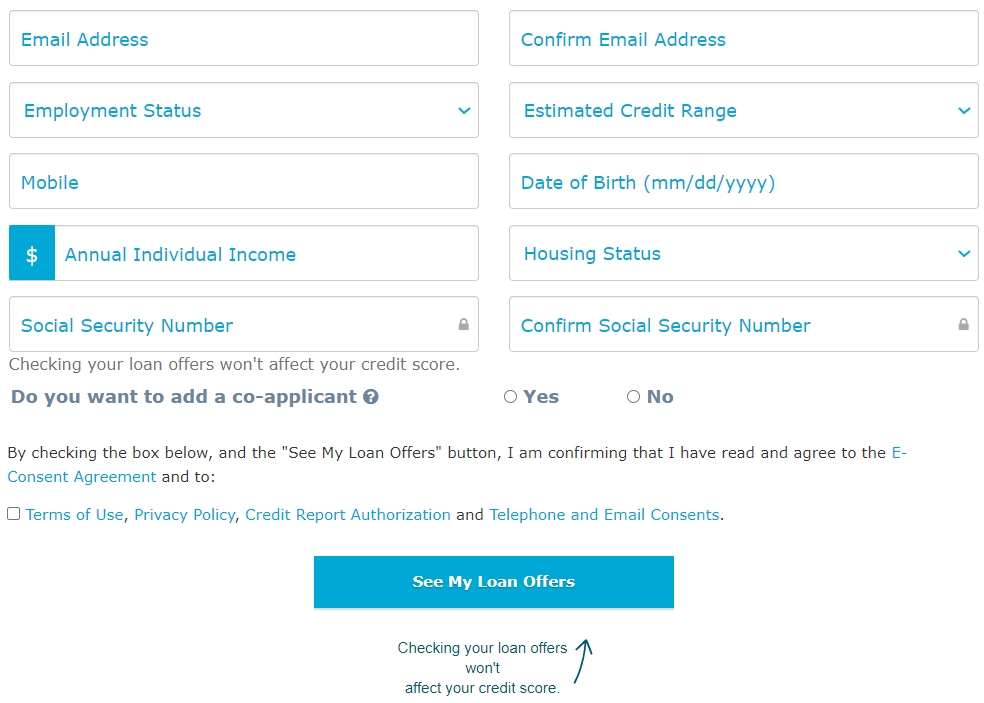 Email Address
Confirm Email Address
Employment Status
Estimated Credit Range
Mobile
Date of Birth (mm/dd/yyyy)
$ Annual Individual Income
Housing Status
Social Security Number
Confirm Social Security Number
Checking your loan offers won't affect your credit score.
Do you want to add a co-applicant ?
Yes
No
By checking the box below, and the "See My Loan Offers" button, I am confirming that I have read and agree to the E-
Consent Agreement and to:
Terms of Use, Privacy Policy, Credit Report Authorization and Telephone and Email Consents.
See My Loan Offers
Checking your loan offers
won't
affect your credit score.